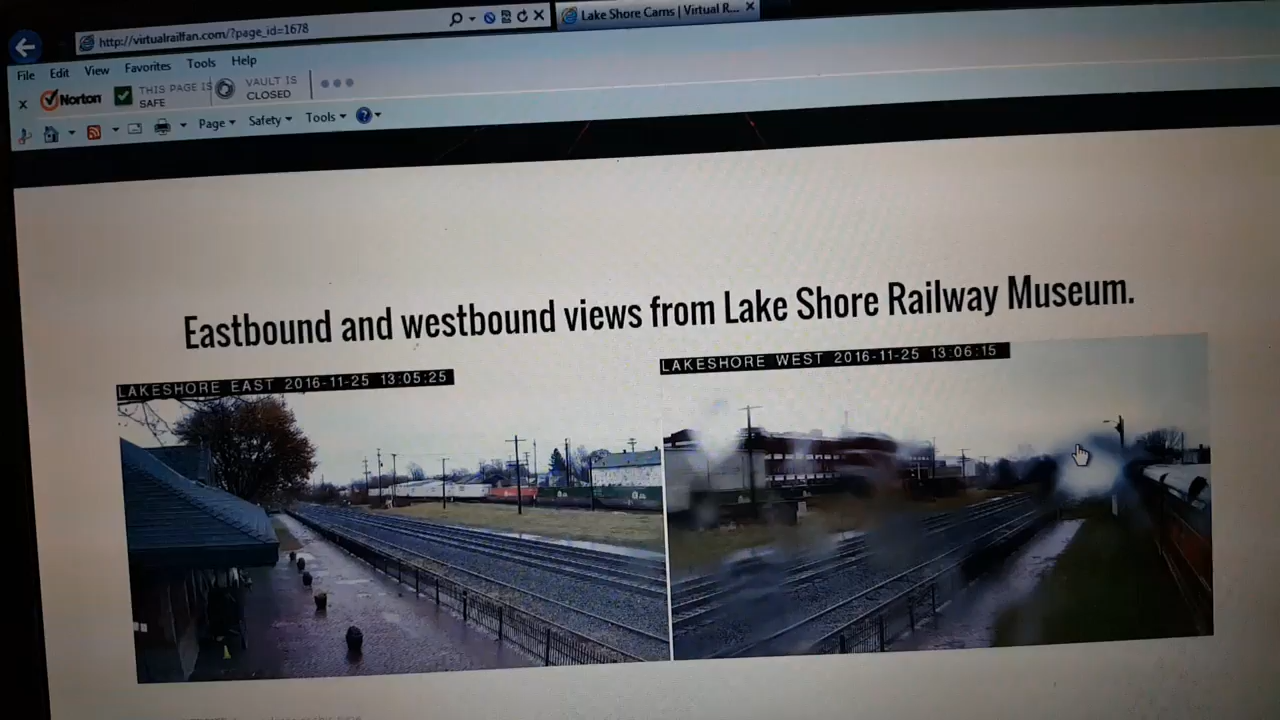 http://virtualrailfan.com/?page_id=1678
Lake Shore Cams | Virtual R...
File Edit View Favorites Tools Help
x Norton THIS PAGE IS SAFE VAULT IS CLOSED
Page Safety Tools
Eastbound and westbound views from Lake Shore Railway Museum.
LAKESHORE EAST 2016-11-25 13:05:25
LAKESHORE WEST 2016-11-25 13:06:15